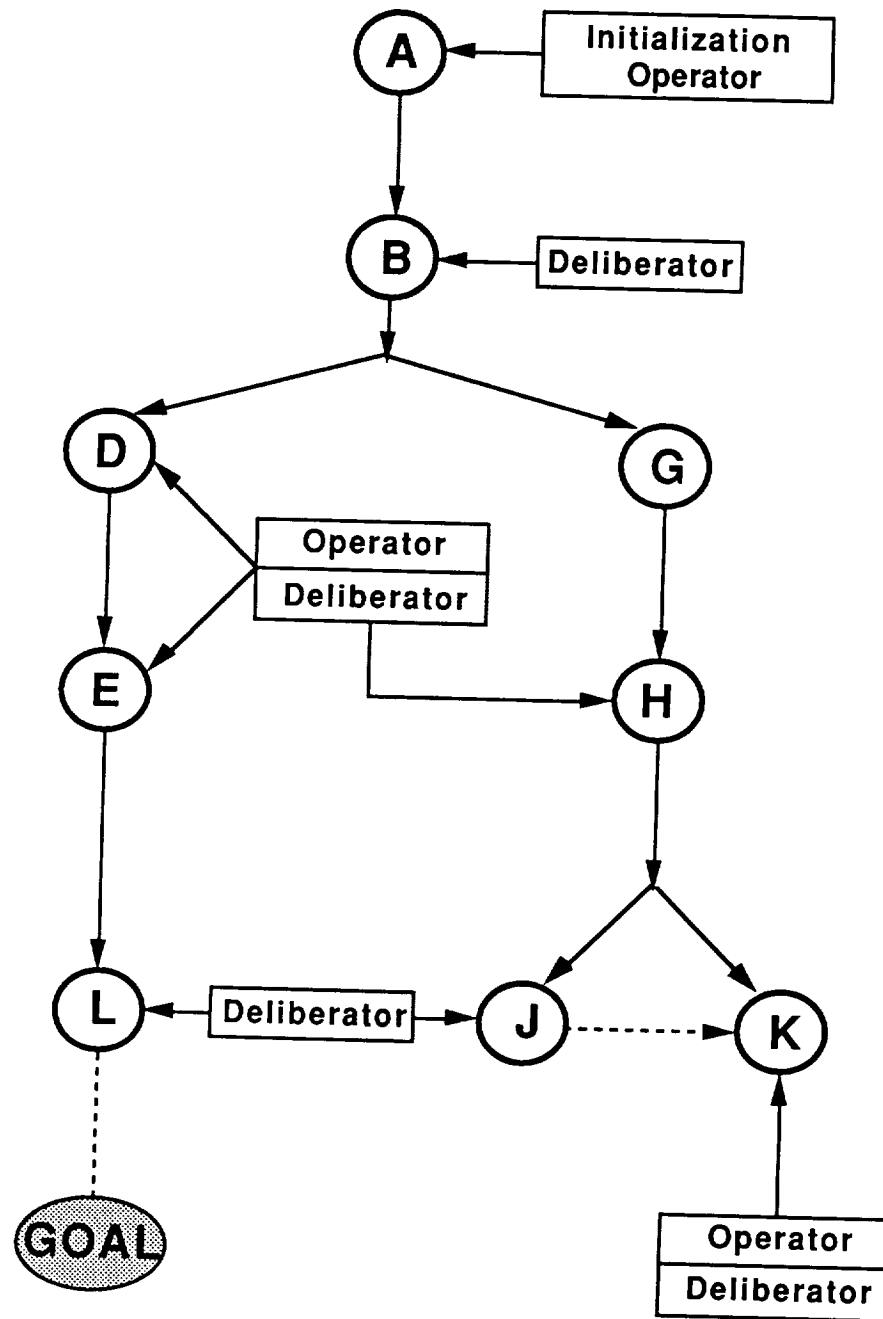 A
Initialization
Operator
B
Deliberator
D
G
Operator
Deliberator
E
H
L
Deliberator
J
K
GOAL
Operator
Deliberator